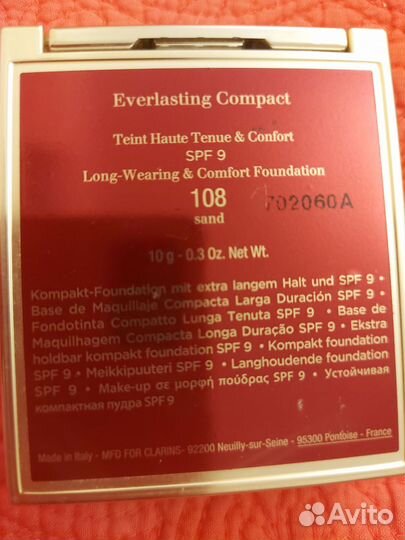 Everlasting Compact
Teint Haute Tenue & Confort
SPF 9
Long-Wearing & Comfort Foundation
108 702060A
sand
10 g - 0.3 Oz. Net Wt.
Kompakt-Foundation mit extra langem Halt und SPF 9 •
Base de Maquillaje Compacta Larga Duración SPF 9 •
Fondotinta Compatto Lunga Tenuta SPF 9 • Base de
Maquilhagem Compacta Longa Duração SPF 9 • Ekstra
holdbar kompakt foundation SPF 9 • Kompakt foundation
SPF 9 • Meikkipuuteri SPF 9 • Langhoudende foundation
SPF 9 • Make-up σε μορφή πούδρας SPF 9 • Устойчивая
компактная пудра SPF 9
Made in Italy - MFD FOR CLARINS - 92200 Neuilly-sur-Seine - 95300 Pontoise - France
Avito